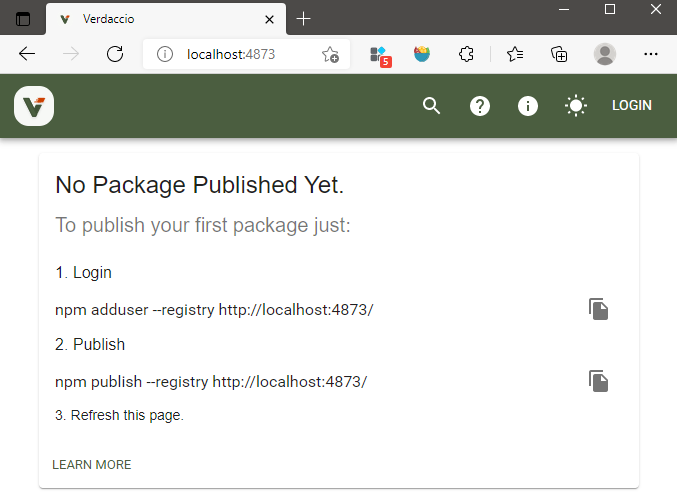 Verdaccio
localhost:4873
5
LOGIN
No Package Published Yet.
To publish your first package just:
1. Login
npm adduser --registry http://localhost:4873/
2. Publish
npm publish --registry http://localhost:4873/
3. Refresh this page.
LEARN MORE